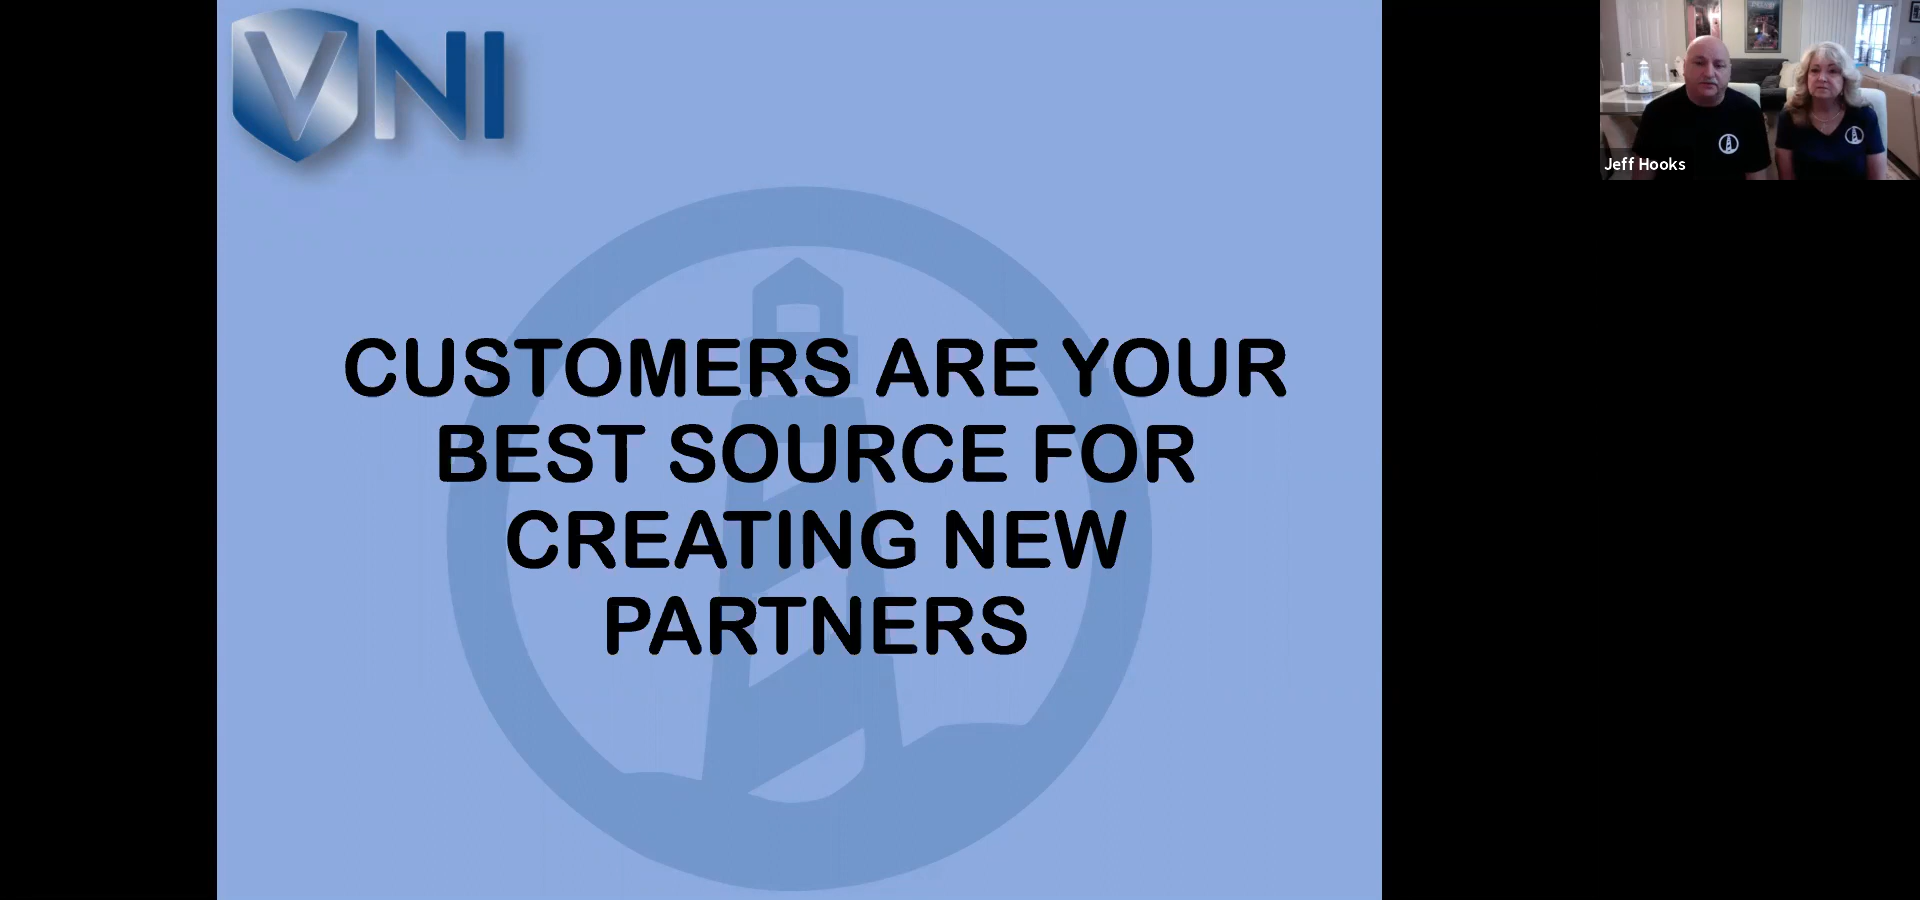 VNI
Jeff Hooks
CUSTOMERS ARE YOUR
BEST SOURCE FOR
CREATING NEW
PARTNERS